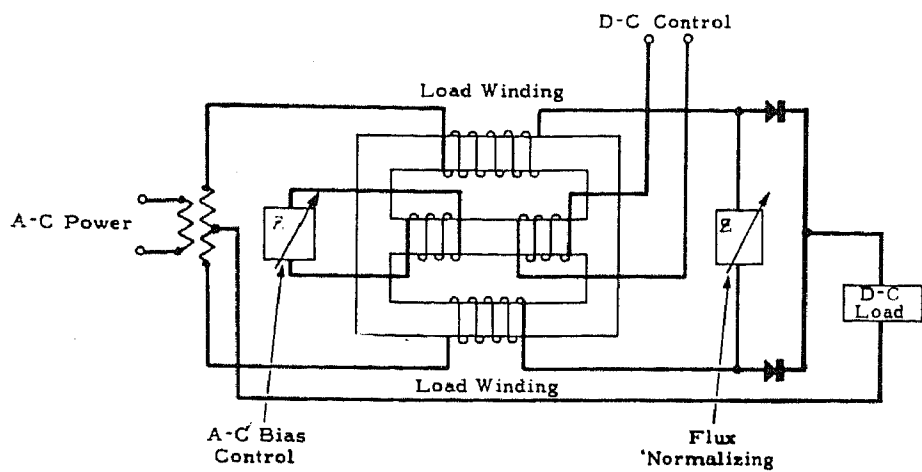 D-C Control
Load Winding
A-C Power
Z
D-C
Load
Load Winding
A-C Bias
Control
Flux
'Normalizing